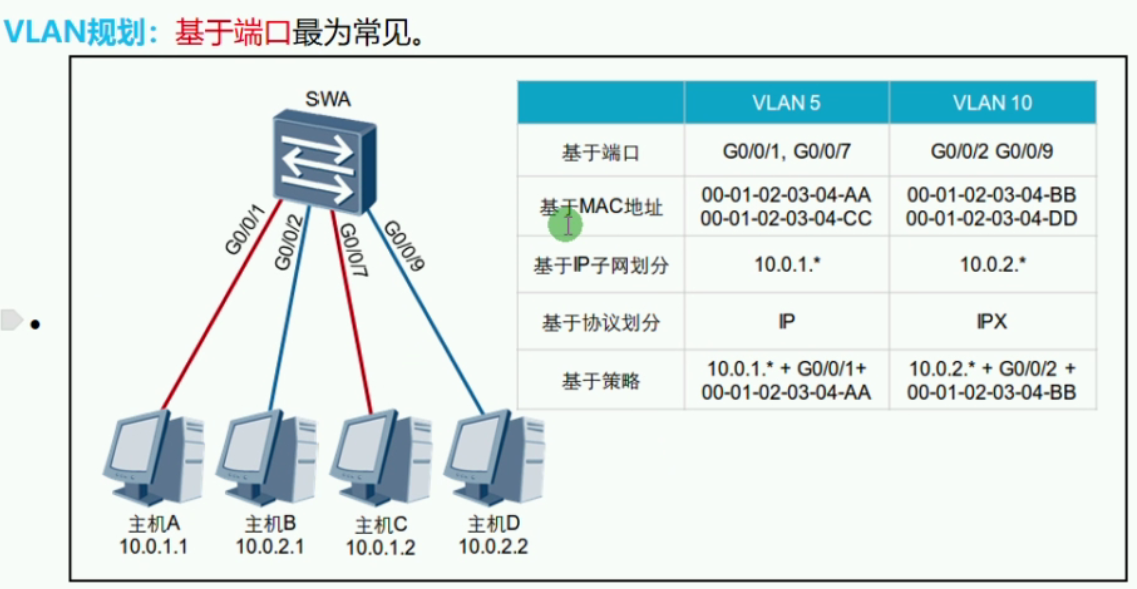 VLAN规划：基于端口最为常见。
SWA
G0/0/1
G0/0/2
G0/0/7
G0/0/9
主机A
10.0.1.1
主机B
10.0.2.1
主机C
10.0.1.2
主机D
10.0.2.2
VLAN 5 VLAN 10
基于端口 G0/0/1, G0/0/7 G0/0/2 G0/0/9
基于MAC地址 00-01-02-03-04-AA 00-01-02-03-04-BB
00-01-02-03-04-CC 00-01-02-03-04-DD
基于IP子网划分 10.0.1.* 10.0.2.*
基于协议划分 IP IPX
基于策略 10.0.1.* + G0/0/1+ 10.0.2.* + G0/0/2 +
00-01-02-03-04-AA 00-01-02-03-04-BB